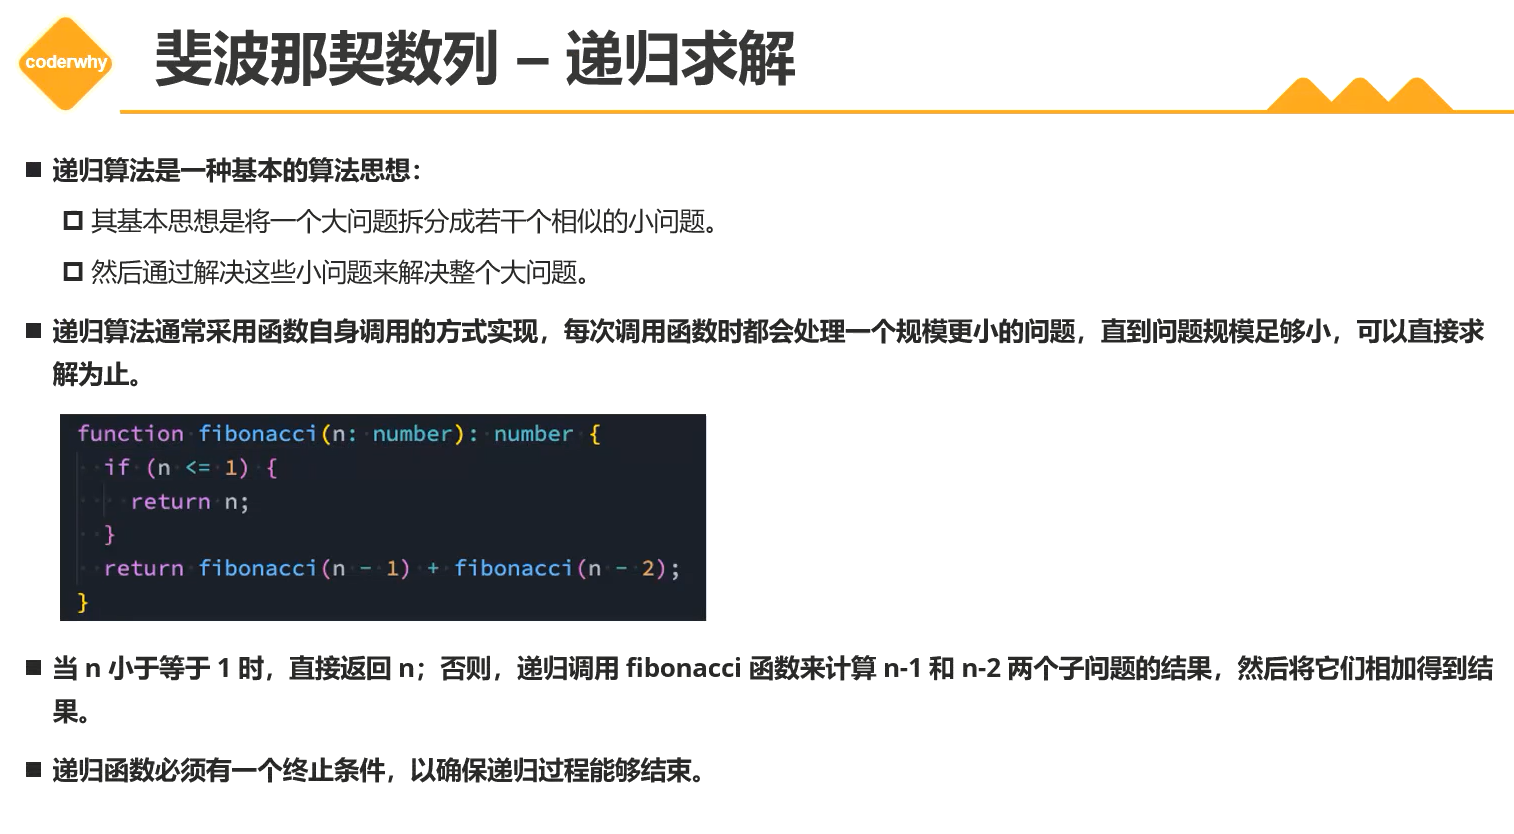 coderwhy
斐波那契数列 – 递归求解
递归算法是一种基本的算法思想：
其基本思想是将一个大问题拆分成若干个相似的小问题。
然后通过解决这些小问题来解决整个大问题。
递归算法通常采用函数自身调用的方式实现，每次调用函数时都会处理一个规模更小的问题，直到问题规模足够小，可以直接求
解为止。
function fibonacci(n: number): number {
  if (n <= 1) {
    return n;
  }
  return fibonacci(n - 1) + fibonacci(n - 2);
}
当 n 小于等于 1 时，直接返回 n；否则，递归调用 fibonacci 函数来计算 n-1 和 n-2 两个子问题的结果，然后将它们相加得到结
果。
递归函数必须有一个终止条件，以确保递归过程能够结束。